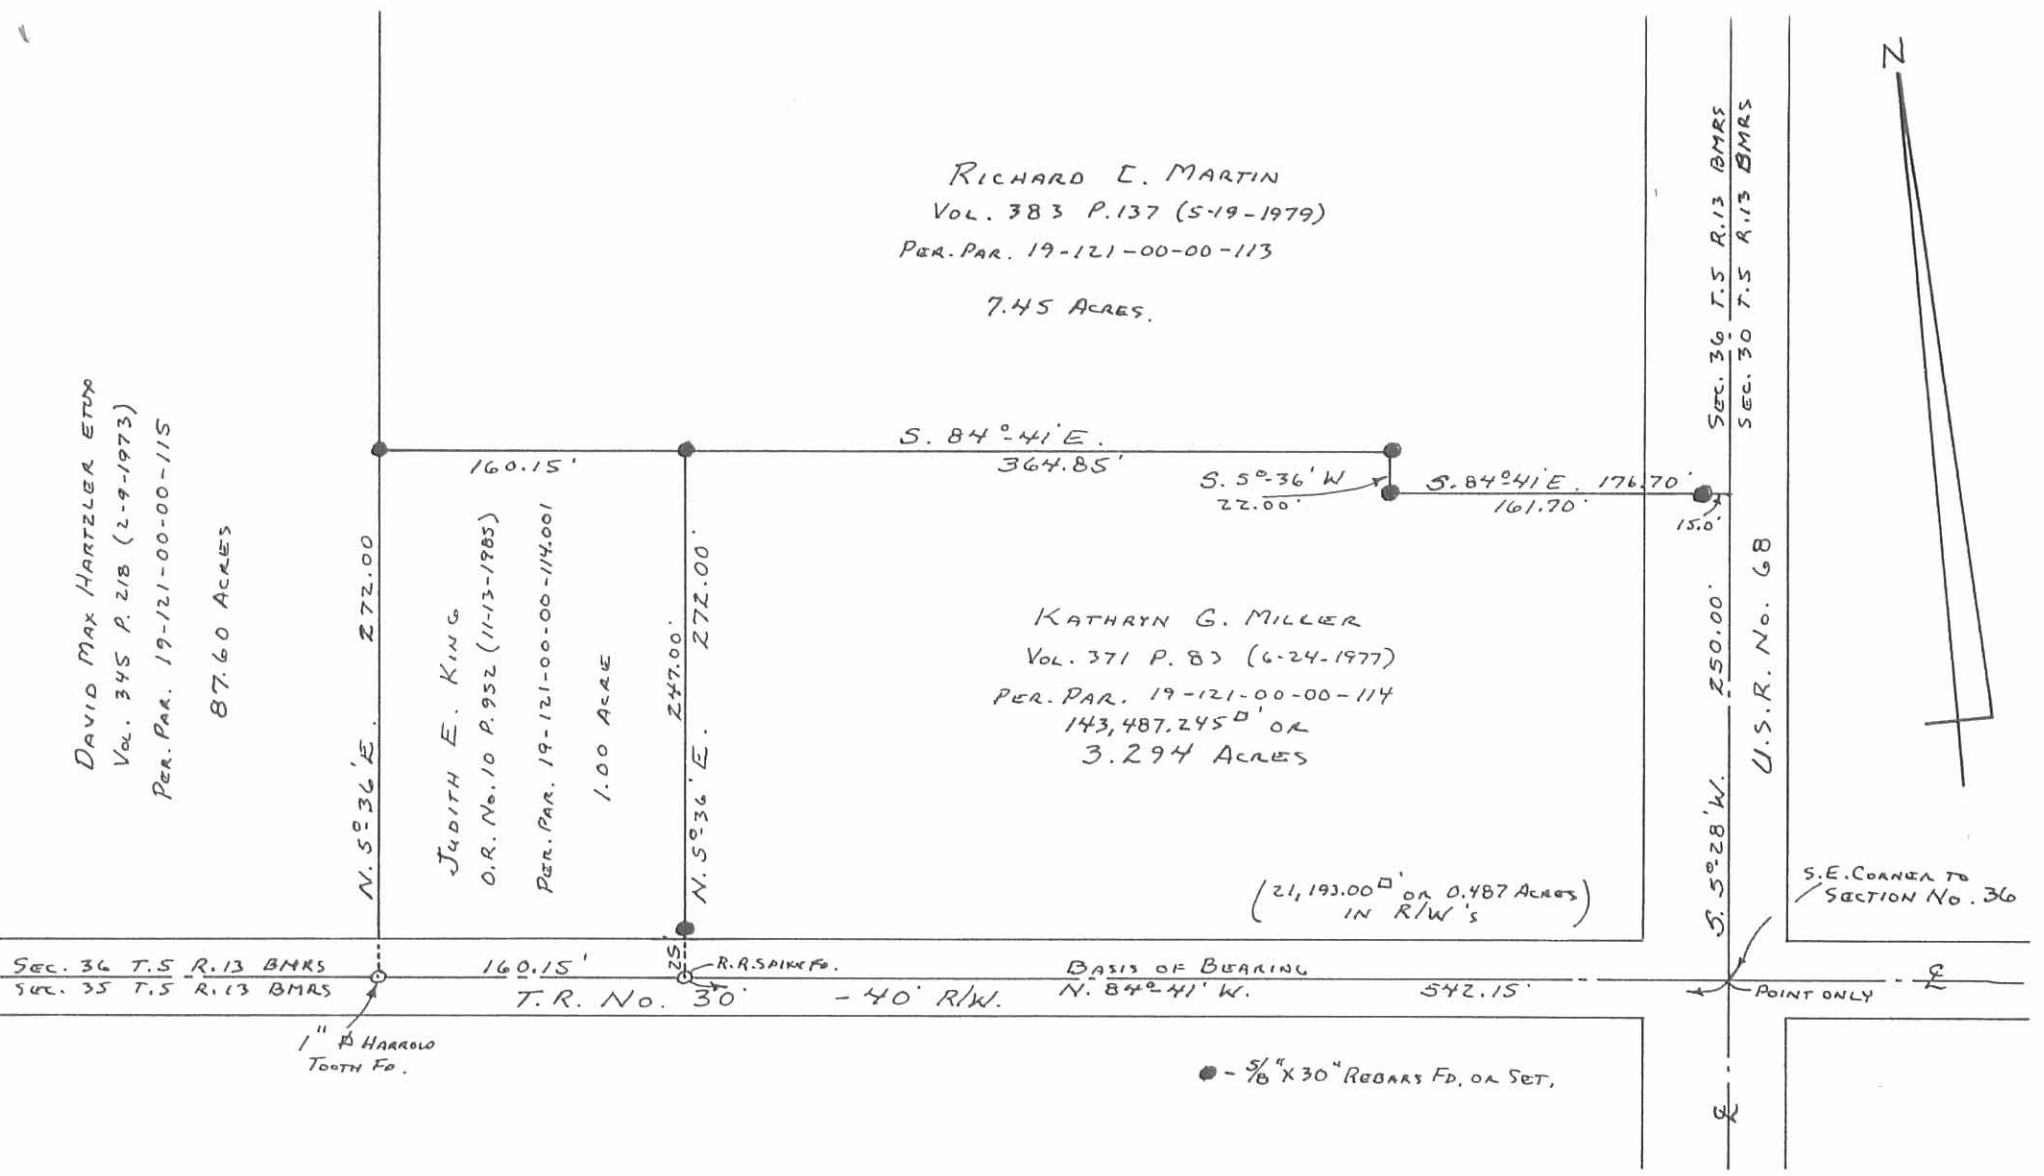 N
SEC. 36 T.5 R.13 BMRS
SEC. 30 T.5 R.13 BMRS
RICHARD E. MARTIN
VOL. 383 P.137 (5-19-1979)
PER. PAR. 19-121-00-00-113
7.45 ACRES.
DAVID MAX HARTZLER ETUX
VOL. 345 P. 218 (2-9-1973)
PER. PAR. 19-121-00-00-115
87.60 ACRES
S. 84°-41' E.
160.15'
364.85'
S. 5°-36' W
22.00'
S. 84°41' E. 176.70'
161.70'
15.0'
N. 5°-36' E. 272.00
JUDITH E. KING
O.R. No. 10 P. 952 (11-13-1985)
PER. PAR. 19-121-00-00-114.001
1.00 ACRE
247.00'
N. 5°-36' E. 272.00'
KATHRYN G. MILLER
VOL. 371 P. 83 (6-24-1977)
PER. PAR. 19-121-00-00-114
143,487.245□' OR
3.294 ACRES
S. 5°-28' W. 250.00'
U.S.R. No. 68
(21,193.00□' OR 0.487 ACRES)
IN R/W's
S.E. CORNER TO
SECTION No. 36
SEC. 36 T.5 R.13 BMRS
SEC. 35 T.5 R.13 BMRS
160.15'
25'
R.R. SPIKE FD.
BASIS OF BEARING
N. 84°-41' W. 542.15'
T.R. No. 30 - 40' R/W.
POINT ONLY
℄
1" ⌀ HARROW
TOOTH FD.
● - 5/8" X 30" REBARS FD. OR SET.
℄